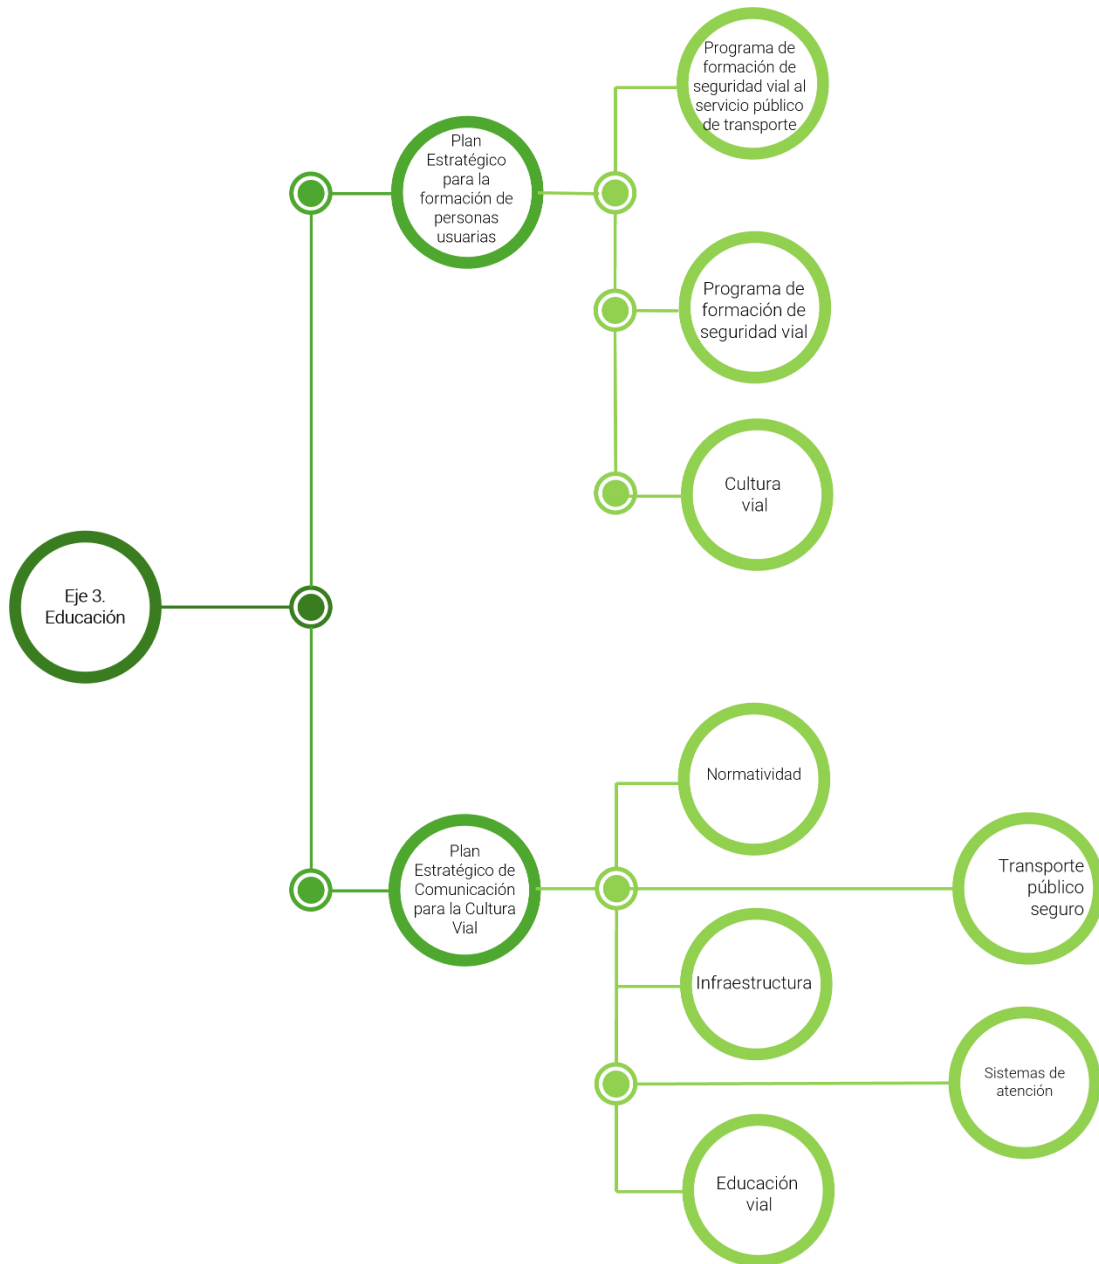 Programa de
formación de
seguridad vial al
servicio público
de transporte
Plan
Estratégico
para la
formación de
personas
usuarias
Programa de
formación de
seguridad vial
Cultura
vial
Eje 3.
Educación
Normatividad
Plan
Estratégico de
Comunicación
para la Cultura
Vial
Transporte
público
seguro
Infraestructura
Sistemas de
atención
Educación
vial